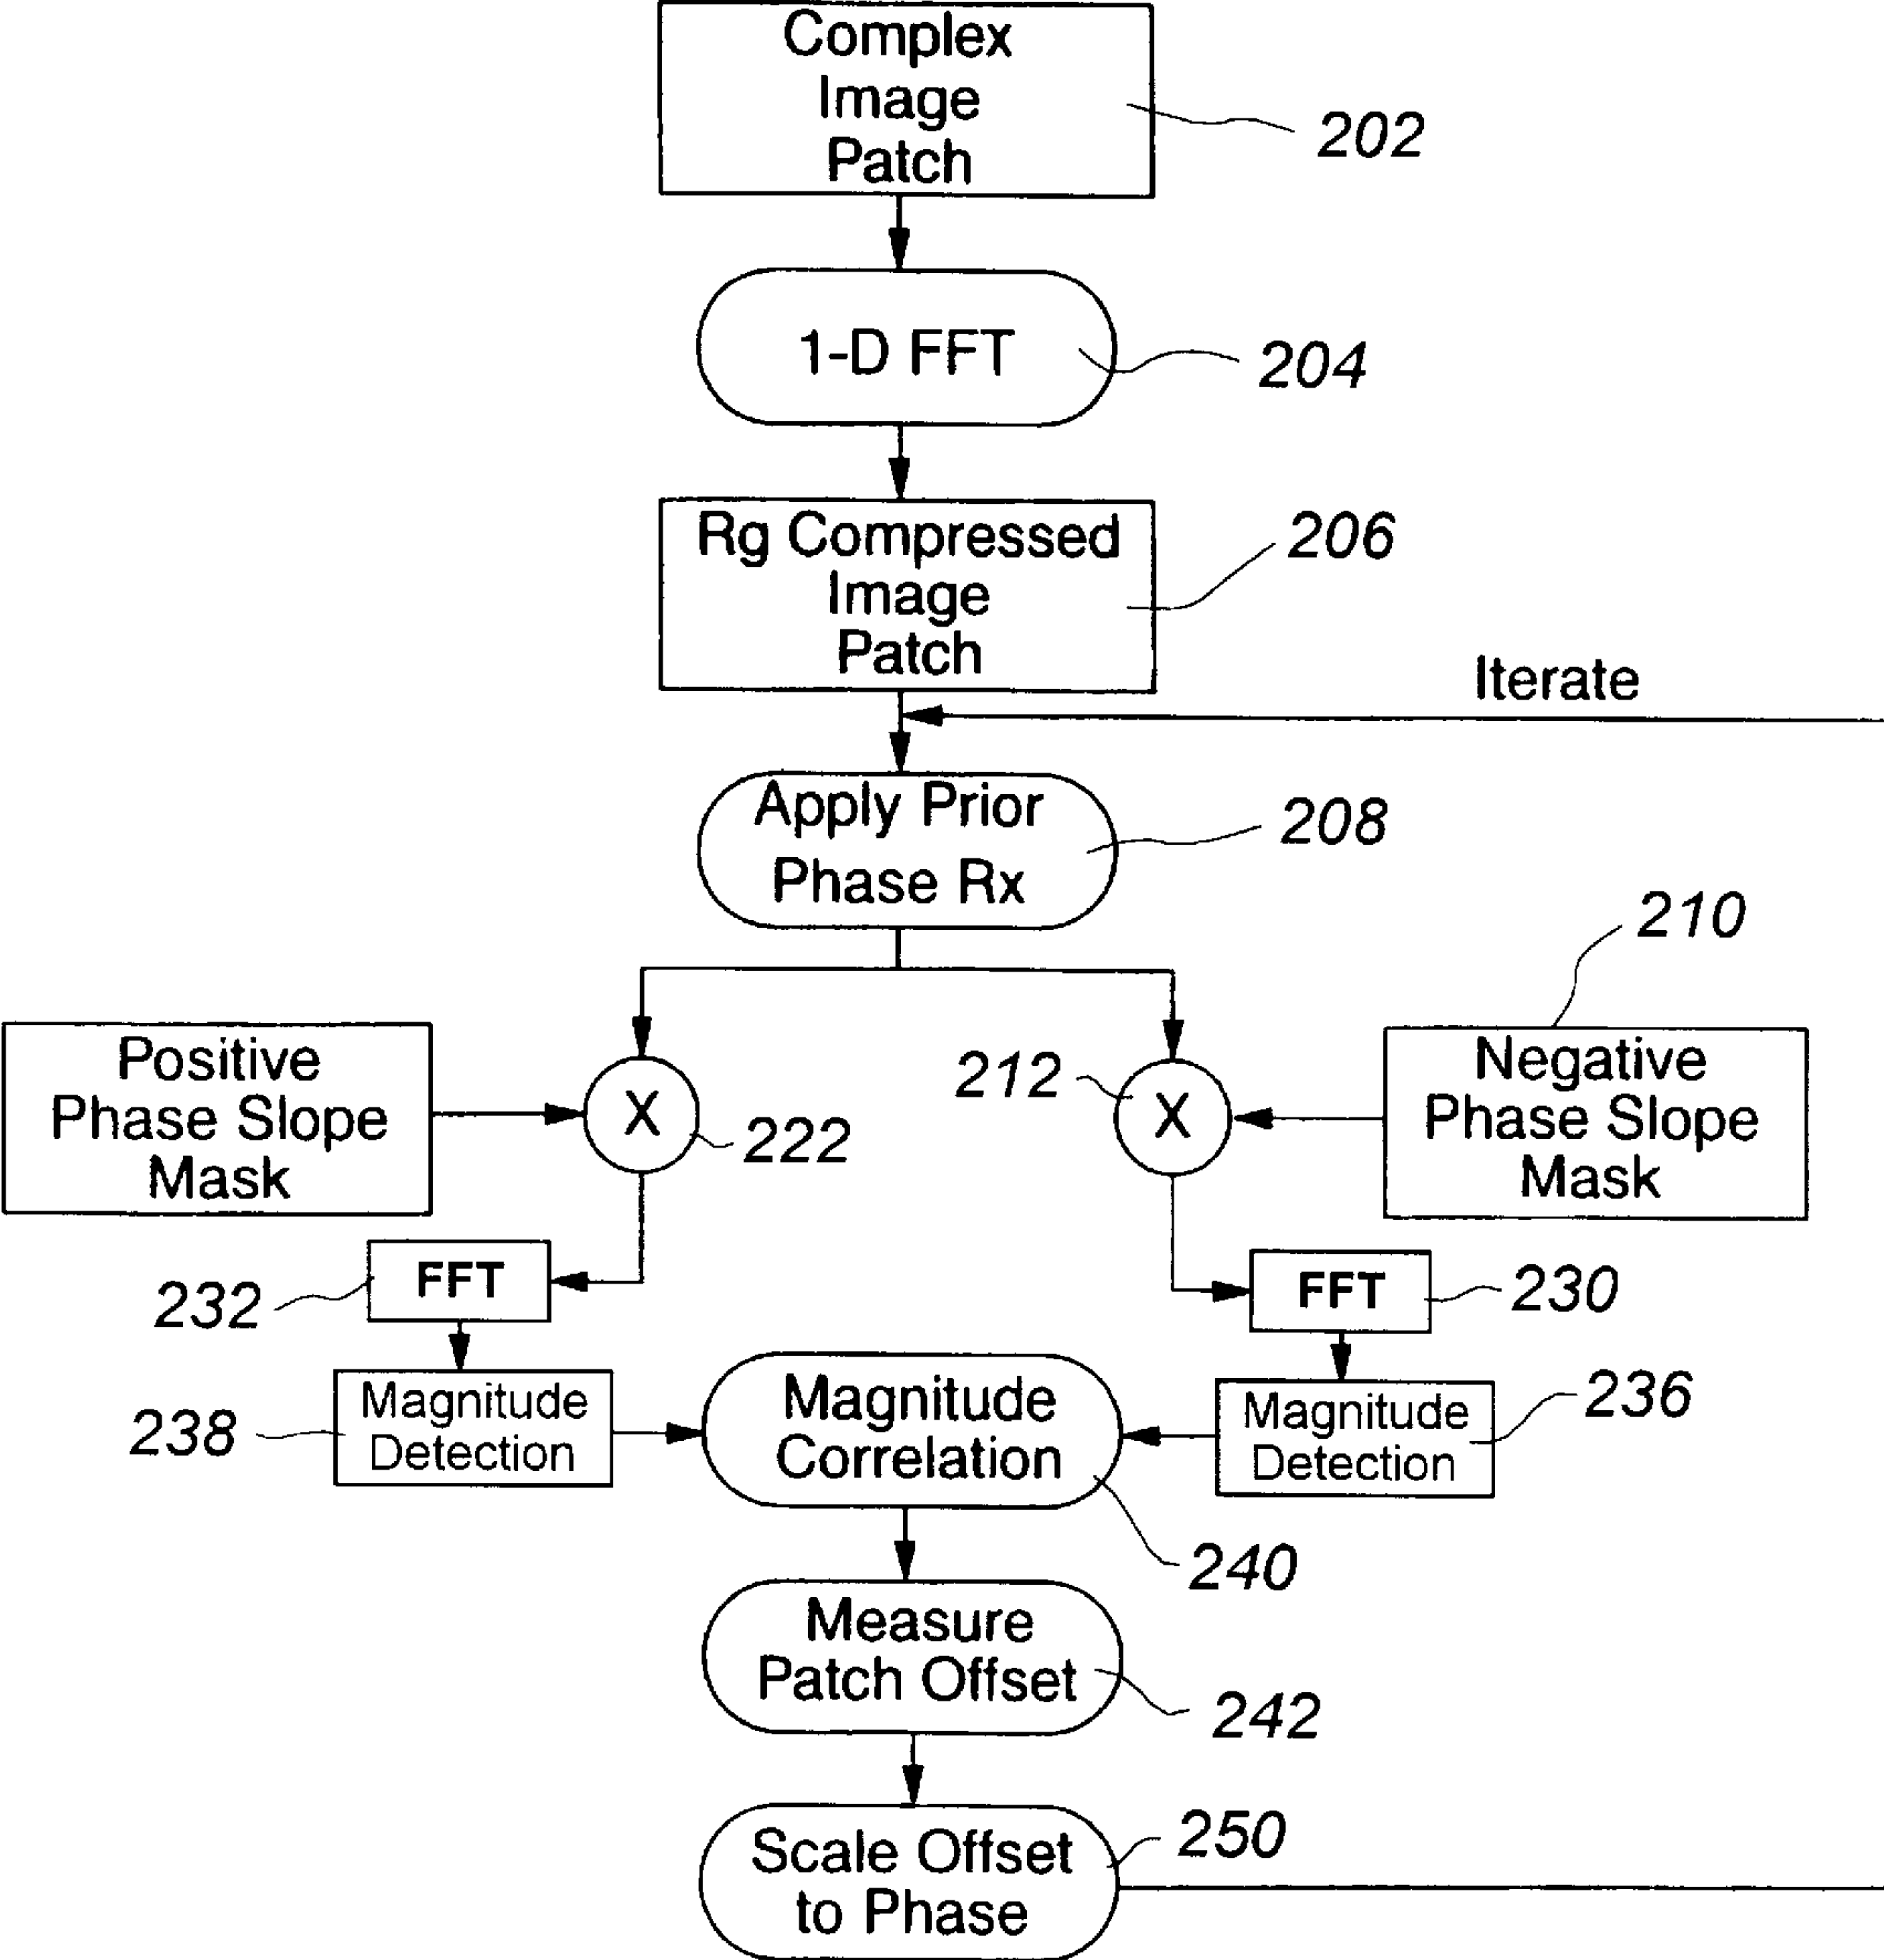 Complex
Image
Patch
202
1-D FFT
204
Rg Compressed
Image
Patch
206
Iterate
Apply Prior
Phase Rx
208
210
Positive
Phase Slope
Mask
X
222
212
X
Negative
Phase Slope
Mask
232
FFT
FFT
230
238
Magnitude
Detection
Magnitude
Correlation
240
Magnitude
Detection
236
Measure
Patch Offset
242
Scale Offset
to Phase
250